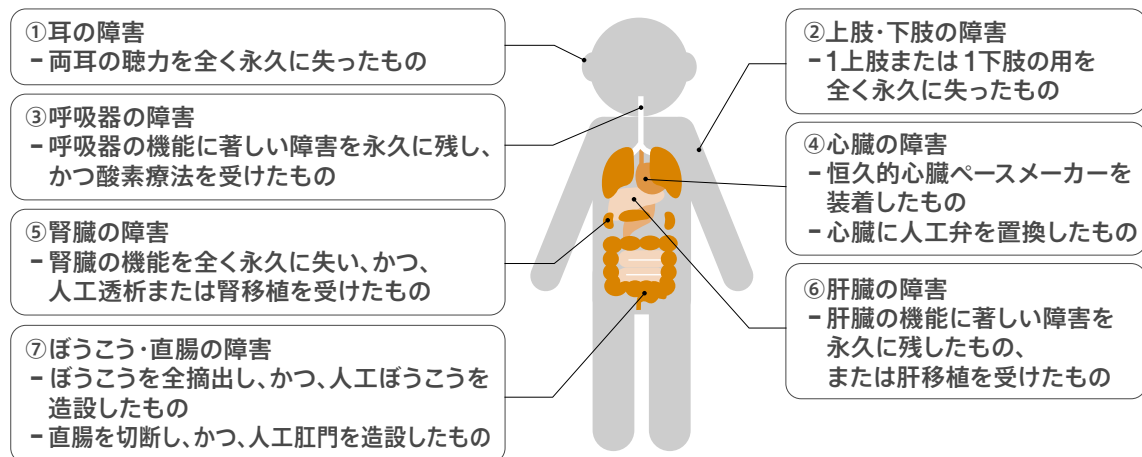 ①耳の障害
− 両耳の聴力を全く永久に失ったもの
②上肢・下肢の障害
− 1上肢または1下肢の用を
全く永久に失ったもの
③呼吸器の障害
− 呼吸器の機能に著しい障害を永久に残し、
かつ酸素療法を受けたもの
④心臓の障害
− 恒久的心臓ペースメーカーを
装着したもの
− 心臓に人工弁を置換したもの
⑤腎臓の障害
− 腎臓の機能を全く永久に失い、かつ、
人工透析または腎移植を受けたもの
⑥肝臓の障害
− 肝臓の機能に著しい障害を
永久に残したもの、
または肝移植を受けたもの
⑦ぼうこう・直腸の障害
− ぼうこうを全摘出し、かつ、人工ぼうこうを
造設したもの
− 直腸を切断し、かつ、人工肛門を造設したもの